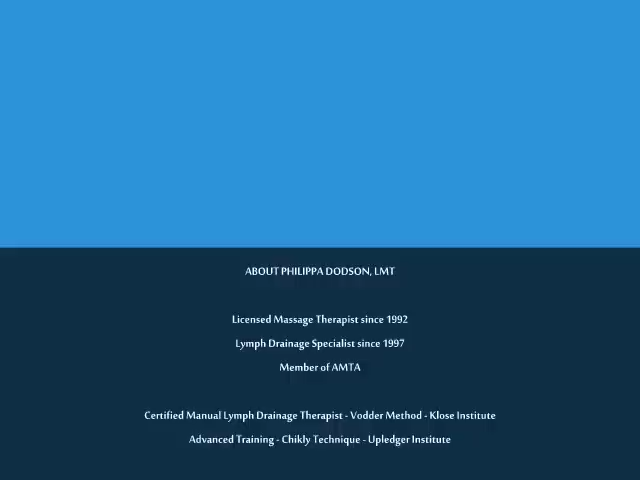 ABOUT PHILIPPA DODSON, LMT
Licensed Massage Therapist since 1992
Lymph Drainage Specialist since 1997
Member of AMTA
Certified Manual Lymph Drainage Therapist - Vodder Method - Klose Institute
Advanced Training - Chikly Technique - Upledger Institute